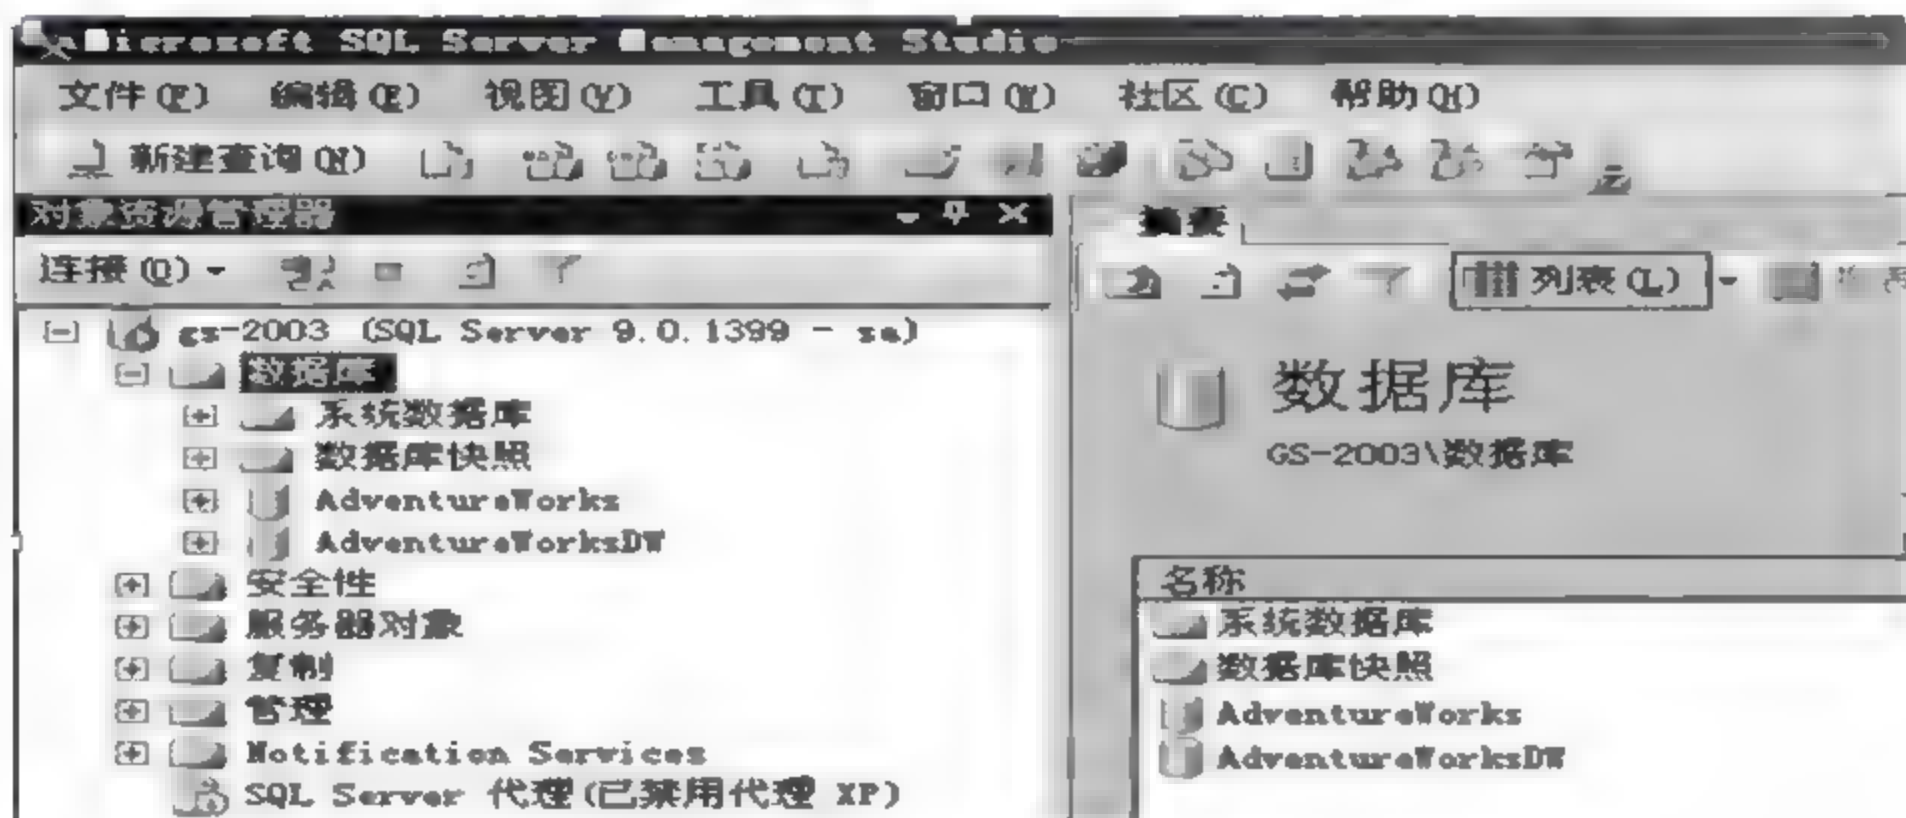 Microsoft SQL Server Management Studio
文件(F) 编辑(E) 视图(V) 工具(T) 窗口(W) 社区(C) 帮助(H)
新建查询(N)
对象资源管理器
摘要
连接(O)
列表(L)
gs-2003 (SQL Server 9.0.1399 - sa)
数据库
系统数据库
数据库快照
AdventureWorks
AdventureWorksDW
安全性
服务器对象
复制
管理
Notification Services
SQL Server 代理(已禁用代理 XP)
数据库
GS-2003\数据库
名称
系统数据库
数据库快照
AdventureWorks
AdventureWorksDW